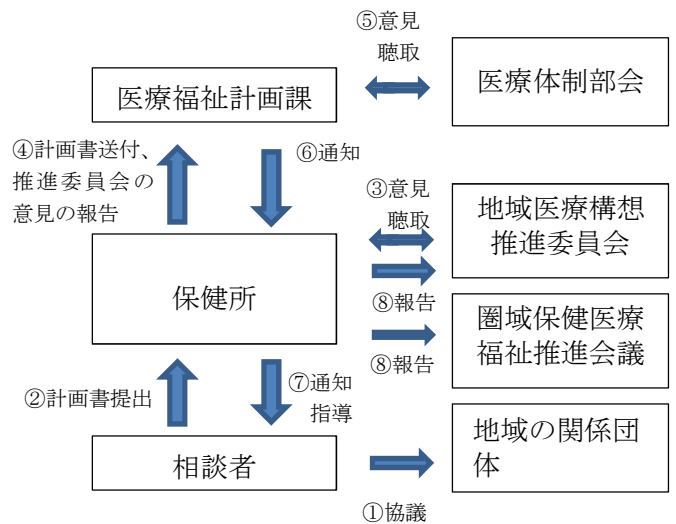 ⑤意見
聴取
医療福祉計画課
医療体制部会
④計画書送付、
推進委員会の
意見の報告
⑥通知
③意見
聴取
地域医療構想
推進委員会
保健所
⑧報告
圏域保健医療
福祉推進会議
⑧報告
②計画書提出
⑦通知
指導
地域の関係団
体
相談者
①協議